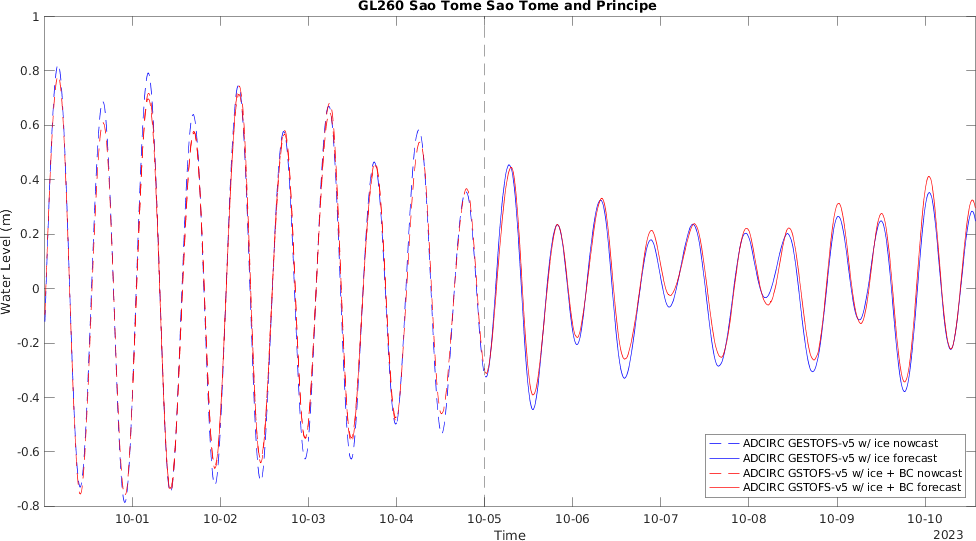 GL260 Sao Tome Sao Tome and Principe
1
0.8
0.6
0.4
0.2
0
-0.2
-0.4
-0.6
-0.8
Water Level (m)
10-01 10-02 10-03 10-04 10-05 10-06 10-07 10-08 10-09 10-10
Time
2023
ADCIRC GESTOFS-v5 w/ ice nowcast
ADCIRC GESTOFS-v5 w/ ice forecast
ADCIRC GSTOFS-v5 w/ ice + BC nowcast
ADCIRC GSTOFS-v5 w/ ice + BC forecast